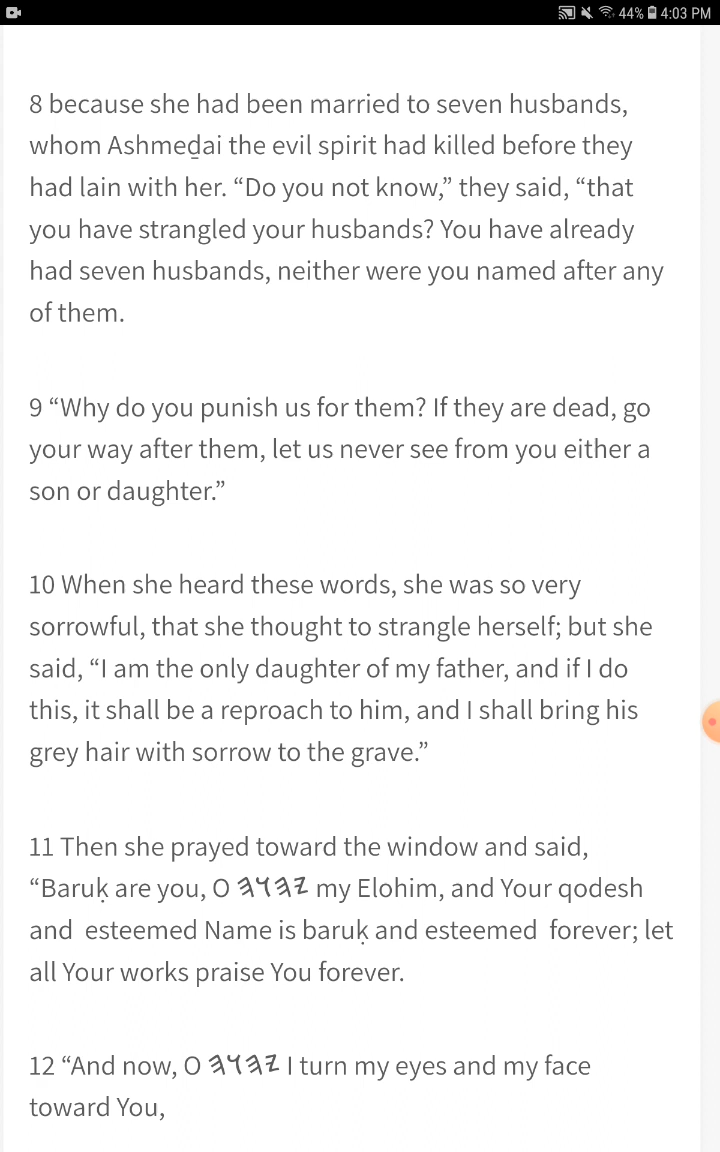 44% 4:03 PM
8 because she had been married to seven husbands,
whom Ashmeḏai the evil spirit had killed before they
had lain with her. “Do you not know,” they said, “that
you have strangled your husbands? You have already
had seven husbands, neither were you named after any
of them.
9 “Why do you punish us for them? If they are dead, go
your way after them, let us never see from you either a
son or daughter.”
10 When she heard these words, she was so very
sorrowful, that she thought to strangle herself; but she
said, “I am the only daughter of my father, and if I do
this, it shall be a reproach to him, and I shall bring his
grey hair with sorrow to the grave.”
11 Then she prayed toward the window and said,
“Baruḵ are you, O 𐤉𐤄𐤅𐤄 my Elohim, and Your qodesh
and  esteemed Name is baruḵ and esteemed  forever; let
all Your works praise You forever.
12 “And now, O 𐤉𐤄𐤅𐤄 I turn my eyes and my face
toward You,